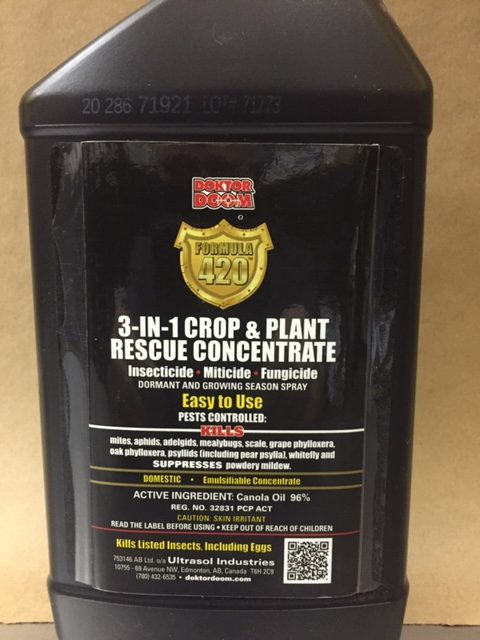 20 286 71921 LOT# 71773
DOKTOR
DOOM
FORMULA
420
3-IN-1 CROP & PLANT
RESCUE CONCENTRATE
Insecticide • Miticide • Fungicide
DORMANT AND GROWING SEASON SPRAY
Easy to Use
PESTS CONTROLLED:
KILLS
mites, aphids, adelgids, mealybugs, scale, grape phylloxera,
oak phylloxera, psyllids (including pear psylla), whitefly and
SUPPRESSES powdery mildew.
DOMESTIC • Emulsifiable Concentrate
ACTIVE INGREDIENT: Canola Oil 96%
REG. NO. 32831 PCP ACT
CAUTION: SKIN IRRITANT
READ THE LABEL BEFORE USING • KEEP OUT OF REACH OF CHILDREN
Kills Listed Insects, Including Eggs
753146 AB Ltd. o/a Ultrasol Industries
10795 - 69 Avenue NW, Edmonton, AB, Canada T6H 2C9
(780) 432-6535 • doktordoom.com